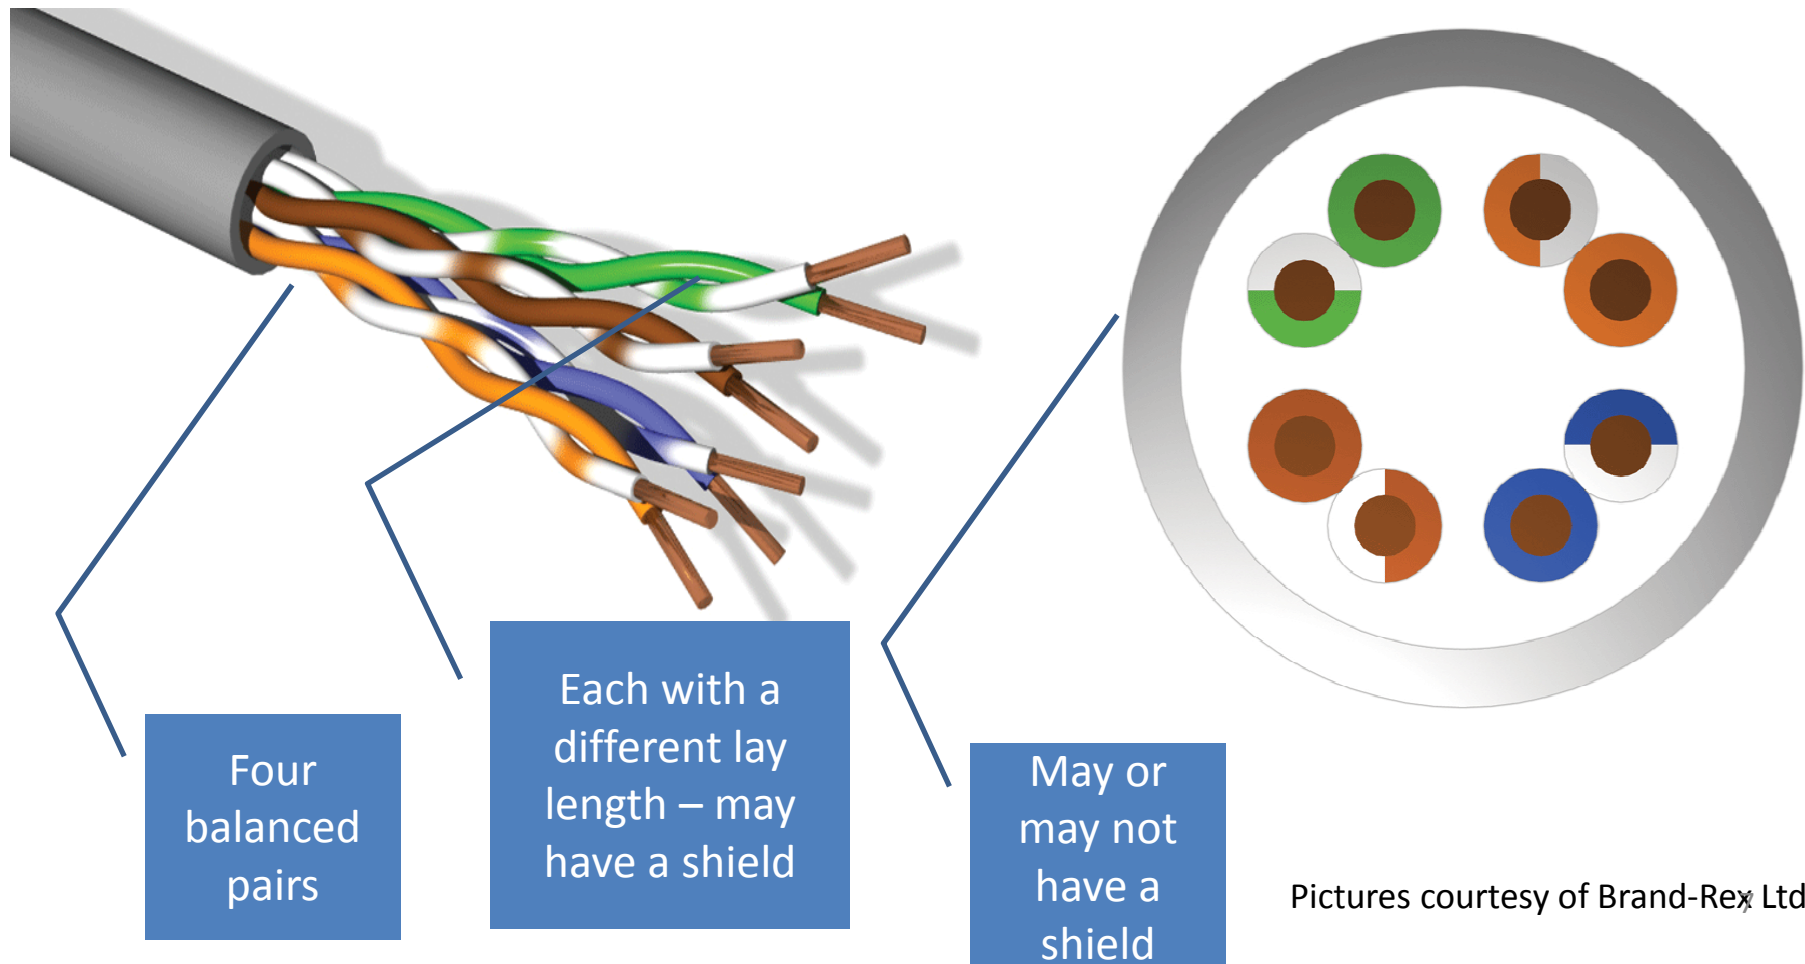 Four
balanced
pairs
Each with a
different lay
length – may
have a shield
May or
may not
have a
shield
Pictures courtesy of Brand-Rex Ltd
7